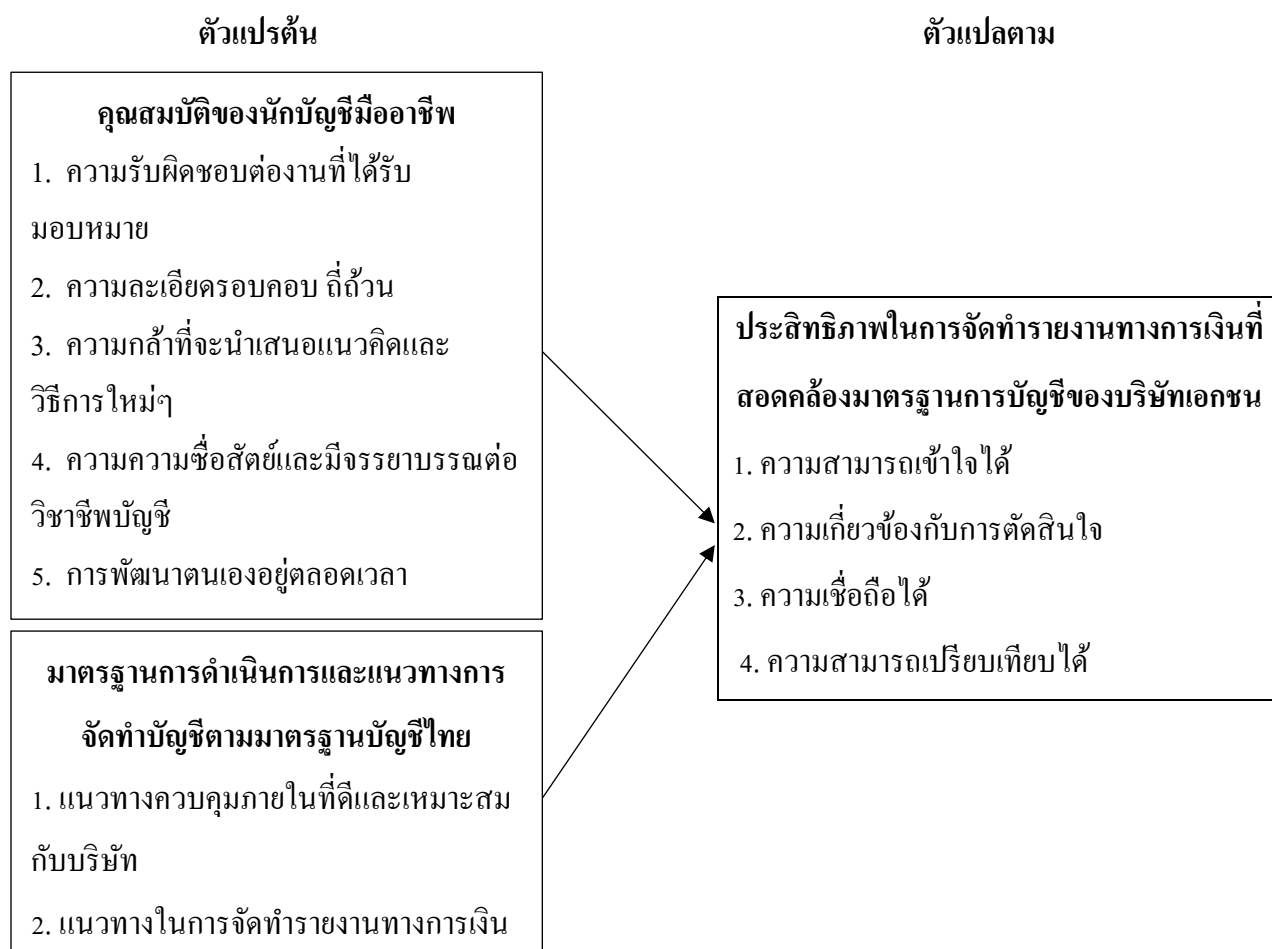 ตัวแปรต้น
ตัวแปลตาม
คุณสมบัติของนักบัญชีมืออาชีพ
1. ความรับผิดชอบต่องานที่ได้รับ
มอบหมาย
2. ความละเอียดรอบคอบ ถี่ถ้วน
3. ความกล้าที่จะนำเสนอแนวคิดและ
วิธีการใหม่ๆ
4. ความความซื่อสัตย์และมีจรรยาบรรณต่อ
วิชาชีพบัญชี
5. การพัฒนาตนเองอยู่ตลอดเวลา
มาตรฐานการดำเนินการและแนวทางการ
จัดทำบัญชีตามมาตรฐานบัญชีไทย
1. แนวทางควบคุมภายในที่ดีและเหมาะสม
กับบริษัท
2. แนวทางในการจัดทำรายงานทางการเงิน
ประสิทธิภาพในการจัดทำรายงานทางการเงินที่
สอดคล้องมาตรฐานการบัญชีของบริษัทเอกชน
1. ความสามารถเข้าใจได้
2. ความเกี่ยวข้องกับการตัดสินใจ
3. ความเชื่อถือได้
4. ความสามารถเปรียบเทียบได้